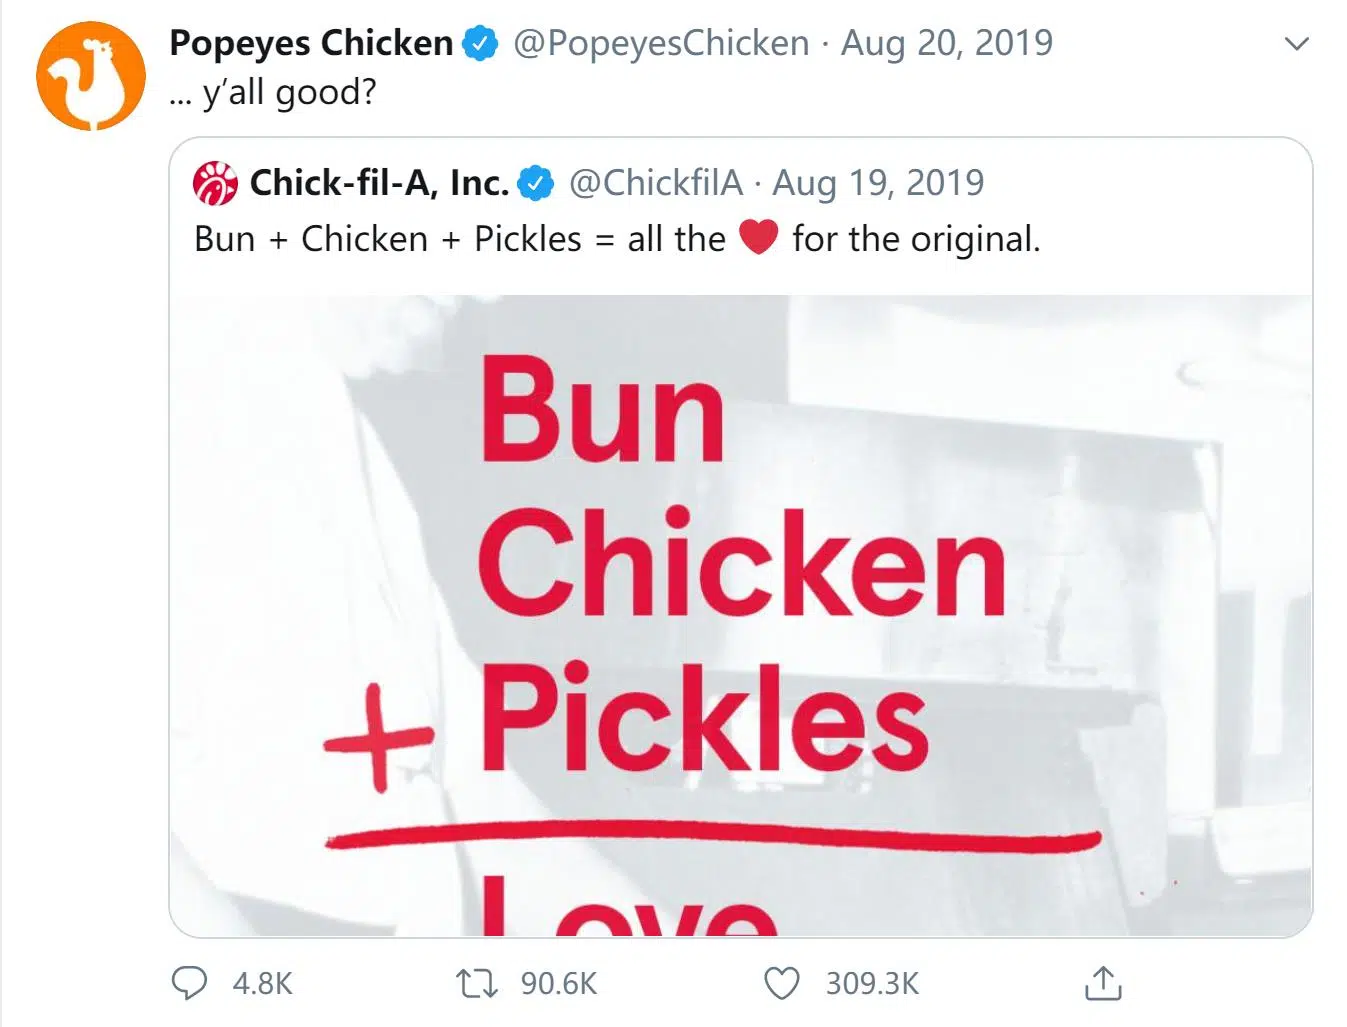 Popeyes Chicken @PopeyesChicken · Aug 20, 2019
... y’all good?
Chick-fil-A, Inc. @ChickfilA · Aug 19, 2019
Bun + Chicken + Pickles = all the ❤ for the original.
Bun
Chicken
+ Pickles
Love
4.8K 90.6K 309.3K